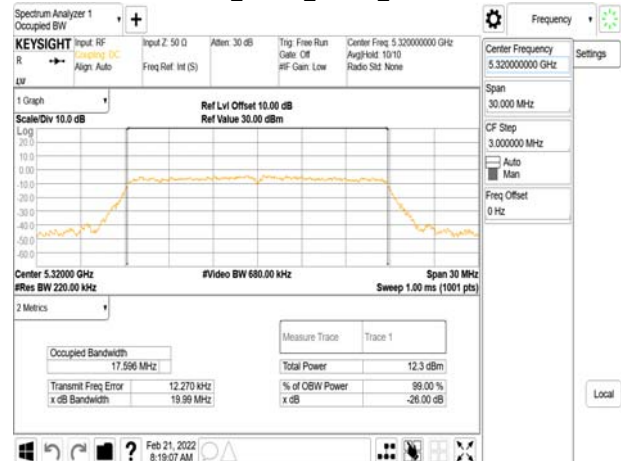 Spectrum Analyzer 1
Occupied BW
Frequency
KEYSIGHT
Input: RF
Coupling: DC
Align: Auto
Input Z: 50 Ω
Freq Ref: Int (S)
Atten: 30 dB
Trig: Free Run
Gate: Off
#IF Gain: Low
Center Freq: 5.320000000 GHz
Avg|Hold: 10/10
Radio Std: None
R
LXI
Center Frequency
5.320000000 GHz
Settings
Span
30.000 MHz
CF Step
3.000000 MHz
Auto
Man
Freq Offset
0 Hz
Local
1 Graph
Scale/Div 10.0 dB
Ref Lvl Offset 10.00 dB
Ref Value 30.00 dBm
Log
20.0
10.0
0.00
-10.0
-20.0
-30.0
-40.0
-50.0
-60.0
Center 5.32000 GHz
#Res BW 220.00 kHz
#Video BW 680.00 kHz
Span 30 MHz
Sweep 1.00 ms (1001 pts)
2 Metrics
Measure Trace
Trace 1
Occupied Bandwidth
17.596 MHz
Total Power
12.3 dBm
Transmit Freq Error
12.270 kHz
% of OBW Power
99.00 %
x dB Bandwidth
19.99 MHz
x dB
-26.00 dB
Feb 21, 2022
8:19:07 AM